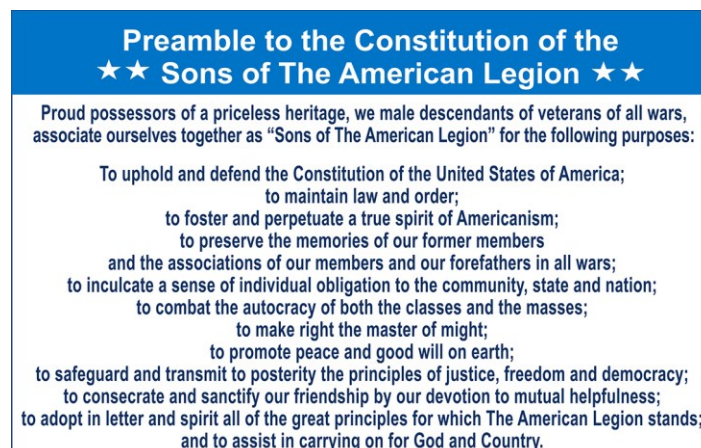 Preamble to the Constitution of the
★★ Sons of The American Legion ★★
Proud possessors of a priceless heritage, we male descendants of veterans of all wars,
associate ourselves together as “Sons of The American Legion” for the following purposes:
To uphold and defend the Constitution of the United States of America;
to maintain law and order;
to foster and perpetuate a true spirit of Americanism;
to preserve the memories of our former members
and the associations of our members and our forefathers in all wars;
to inculcate a sense of individual obligation to the community, state and nation;
to combat the autocracy of both the classes and the masses;
to make right the master of might;
to promote peace and good will on earth;
to safeguard and transmit to posterity the principles of justice, freedom and democracy;
to consecrate and sanctify our friendship by our devotion to mutual helpfulness;
to adopt in letter and spirit all of the great principles for which The American Legion stands;
and to assist in carrying on for God and Country.